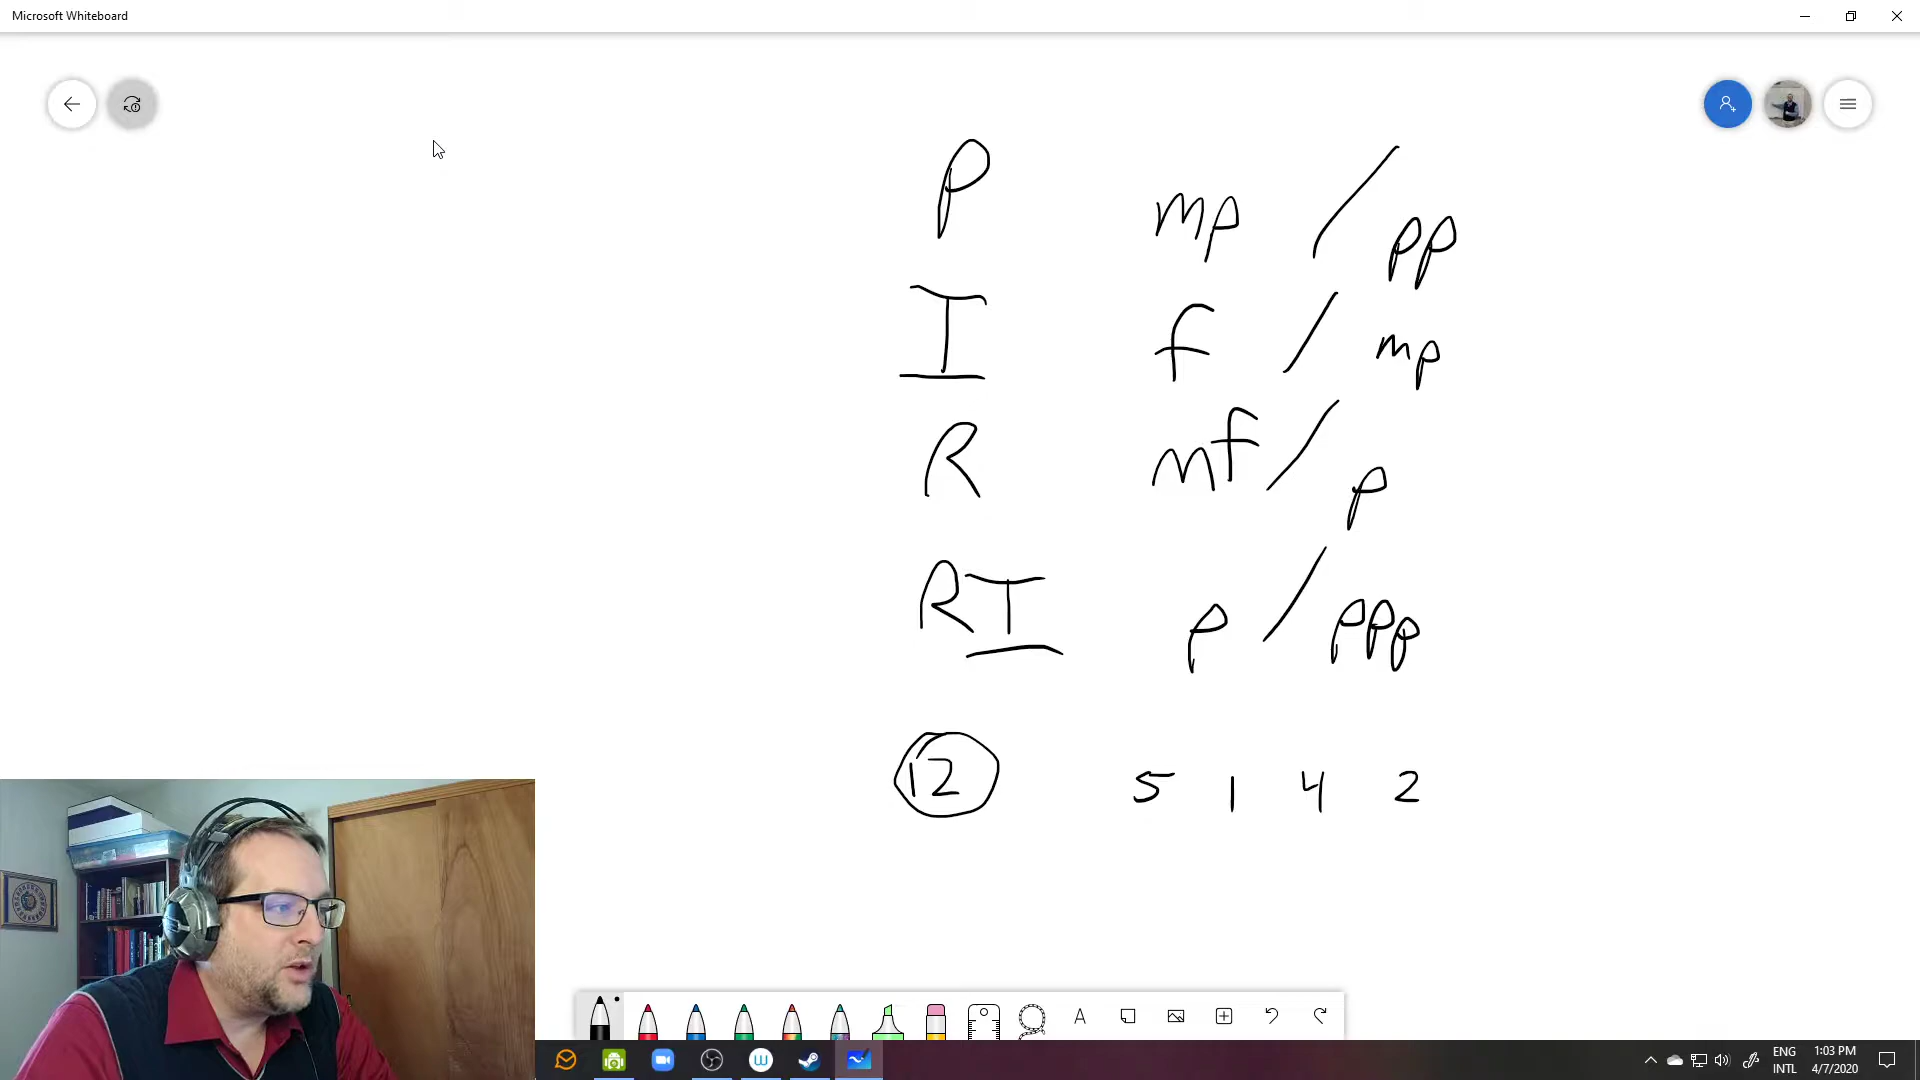 Microsoft Whiteboard
P mp / pp
I f / mp
R mf / p
RI p / ppp
12 5 1 4 2
A
W
ENG 1:03 PM
INTL 4/7/2020